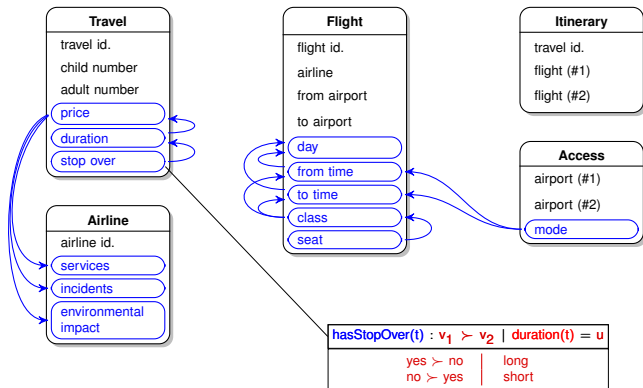 Travel
travel id.
child number
adult number
price
duration
stop over
Flight
flight id.
airline
from airport
to airport
day
from time
to time
class
seat
Itinerary
travel id.
flight (#1)
flight (#2)
Access
airport (#1)
airport (#2)
mode
Airline
airline id.
services
incidents
environmental
impact
hasStopOver(t) : v₁ ≻ v₂ | duration(t) = u
yes ≻ no | long
no ≻ yes | short